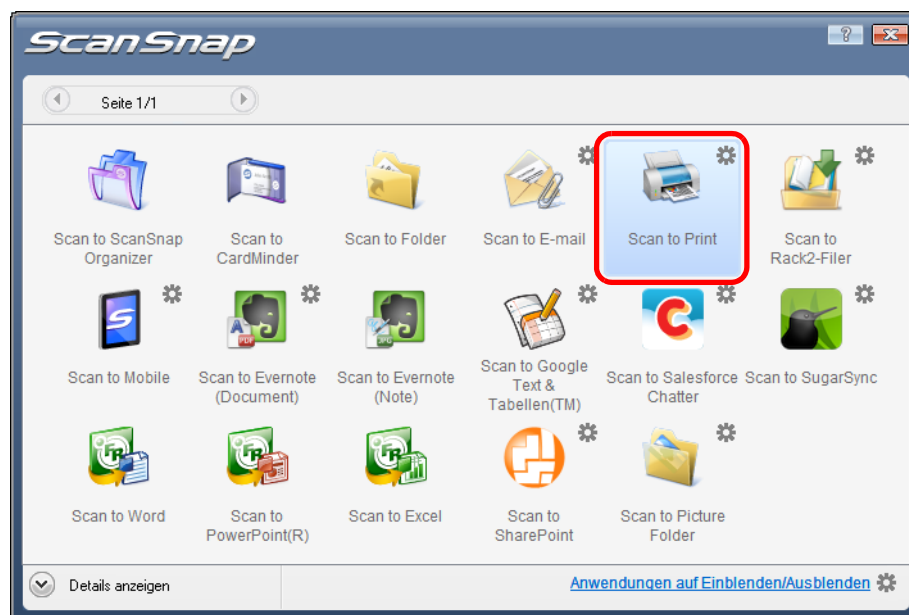 ScanSnap
?
Seite 1/1
Scan to ScanSnap
Organizer
Scan to
CardMinder
Scan to Folder
Scan to E-mail
Scan to Print
Scan to
Rack2-Filer
Scan to Mobile
Scan to Evernote
(Document)
Scan to Evernote
(Note)
Scan to Google
Text &
Tabellen(TM)
Scan to Salesforce
Chatter
Scan to SugarSync
Scan to Word
Scan to
PowerPoint(R)
Scan to Excel
Scan to
SharePoint
Scan to Picture
Folder
Details anzeigen
Anwendungen auf Einblenden/Ausblenden